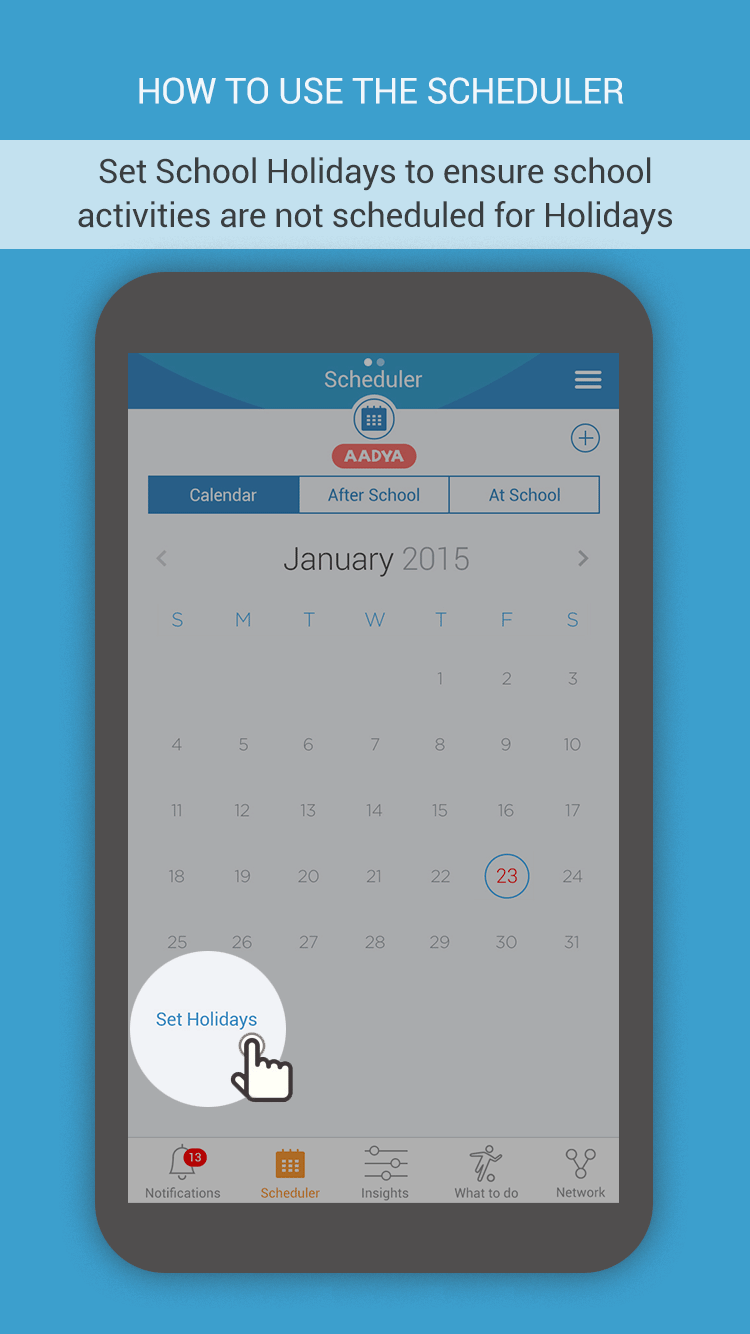 HOW TO USE THE SCHEDULER
Set School Holidays to ensure school
activities are not scheduled for Holidays
Scheduler
AADYA
Calendar After School At School
January 2015
S M T W T F S
1 2 3
4 5 6 7 8 9 10
11 12 13 14 15 16 17
18 19 20 21 22 23 24
25 26 27 28 29 30 31
Set Holidays
13
Notifications Scheduler Insights What to do Network